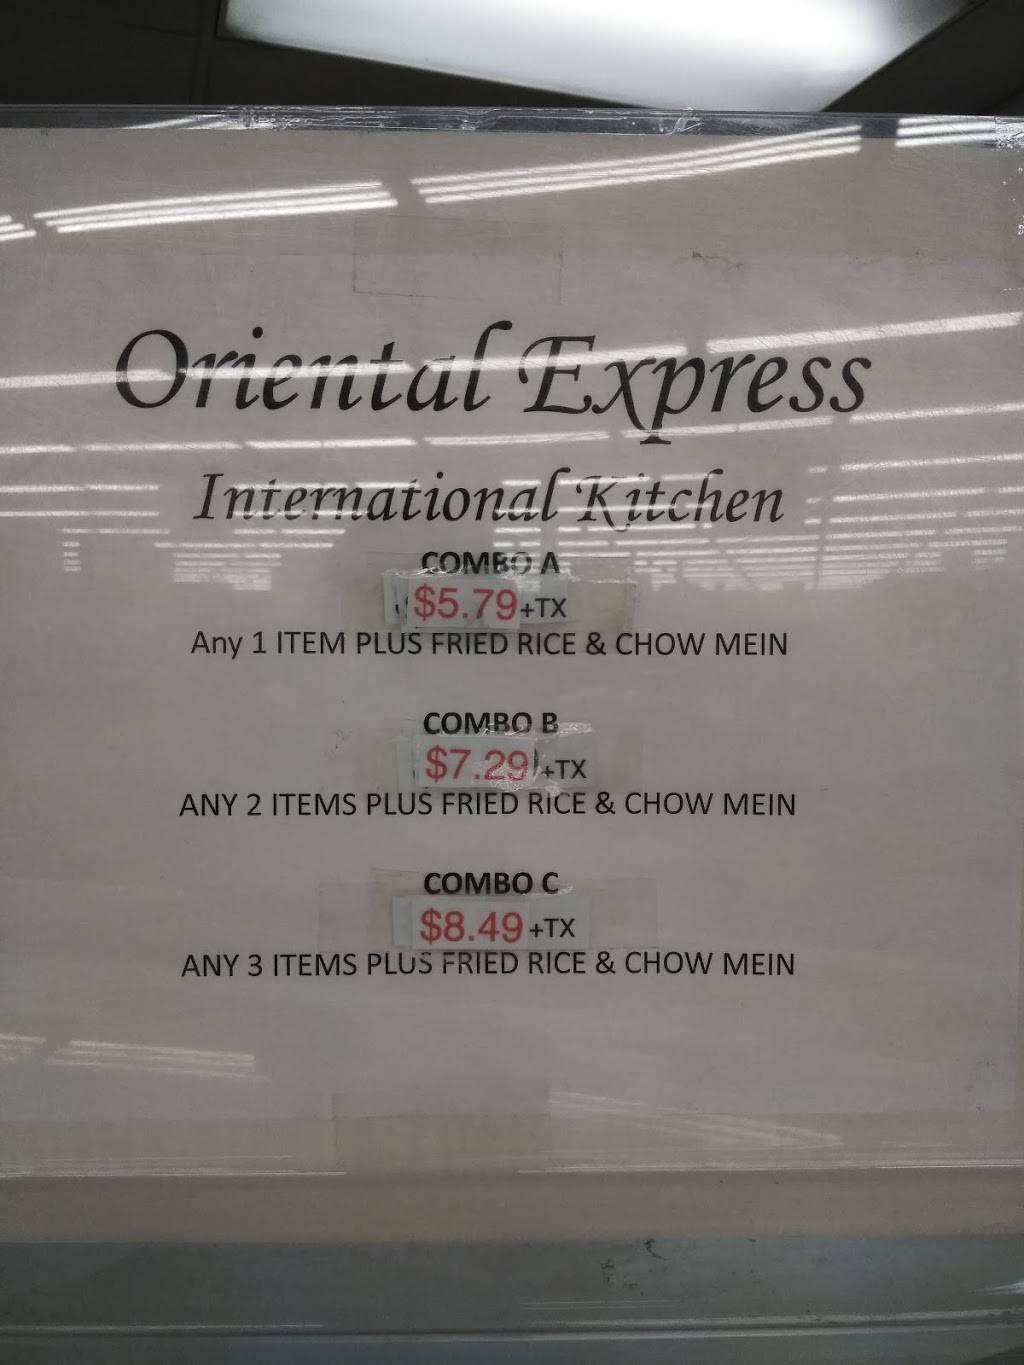 Oriental Express
International Kitchen
COMBO A
$5.79+TX
Any 1 ITEM PLUS FRIED RICE & CHOW MEIN
COMBO B
$7.29+TX
ANY 2 ITEMS PLUS FRIED RICE & CHOW MEIN
COMBO C
$8.49+TX
ANY 3 ITEMS PLUS FRIED RICE & CHOW MEIN